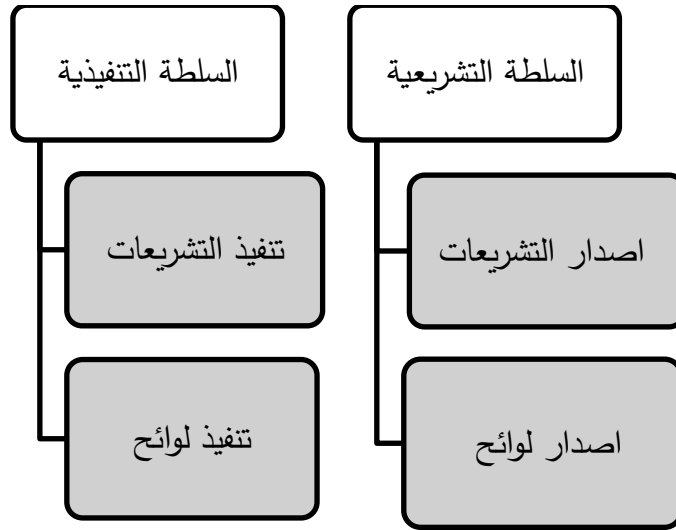 السلطة التشريعية
اصدار التشريعات
اصدار لوائح
السلطة التنفيذية
تنفيذ التشريعات
تنفيذ لوائح